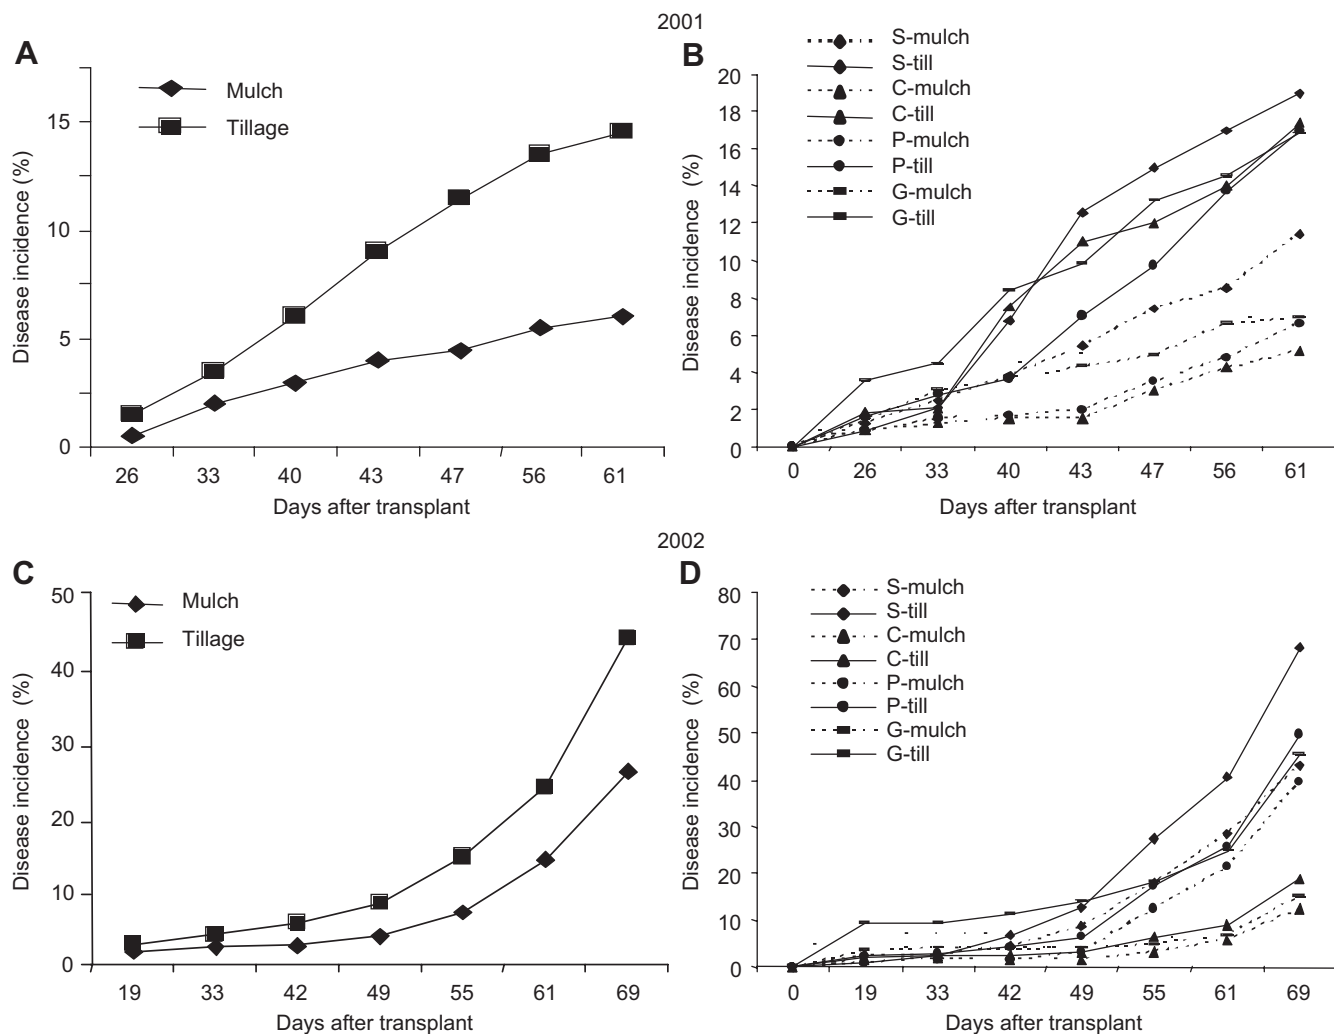 2001
A
Mulch
Tillage
Disease incidence (%)
15
10
5
0
26 33 40 43 47 56 61
Days after transplant
B
S-mulch
S-till
C-mulch
C-till
P-mulch
P-till
G-mulch
G-till
Disease incidence (%)
20
18
16
14
12
10
8
6
4
2
0
0 26 33 40 43 47 56 61
Days after transplant
2002
C
Mulch
Tillage
Disease incidence (%)
50
40
30
20
10
0
19 33 42 49 55 61 69
Days after transplant
D
S-mulch
S-till
C-mulch
C-till
P-mulch
P-till
G-mulch
G-till
Disease incidence (%)
80
70
60
50
40
30
20
10
0
0 19 33 42 49 55 61 69
Days after transplant